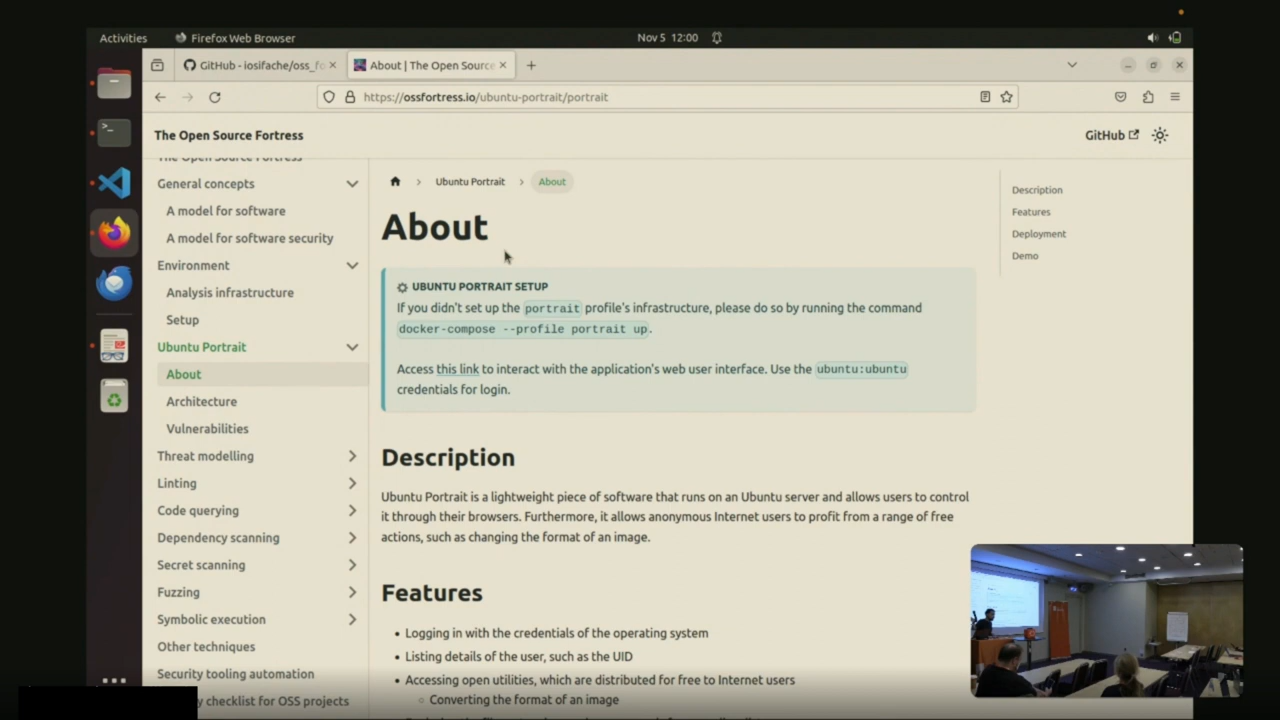 Activities
Firefox Web Browser
Nov 5 12:00
GitHub - iosifache/oss_fo
About | The Open Source
https://ossfortress.io/ubuntu-portrait/portrait
The Open Source Fortress
GitHub
The Open Source Fortress
General concepts
A model for software
A model for software security
Environment
Analysis infrastructure
Setup
Ubuntu Portrait
About
Architecture
Vulnerabilities
Threat modelling
Linting
Code querying
Dependency scanning
Secret scanning
Fuzzing
Symbolic execution
Other techniques
Security tooling automation
checklist for OSS projects
Ubuntu Portrait
About
About
UBUNTU PORTRAIT SETUP
If you didn't set up the portrait profile's infrastructure, please do so by running the command
docker-compose --profile portrait up.
Access this link to interact with the application's web user interface. Use the ubuntu:ubuntu
credentials for login.
Description
Ubuntu Portrait is a lightweight piece of software that runs on an Ubuntu server and allows users to control
it through their browsers. Furthermore, it allows anonymous Internet users to profit from a range of free
actions, such as changing the format of an image.
Features
• Logging in with the credentials of the operating system
• Listing details of the user, such as the UID
• Accessing open utilities, which are distributed for free to Internet users
Converting the format of an image
Description
Features
Deployment
Demo